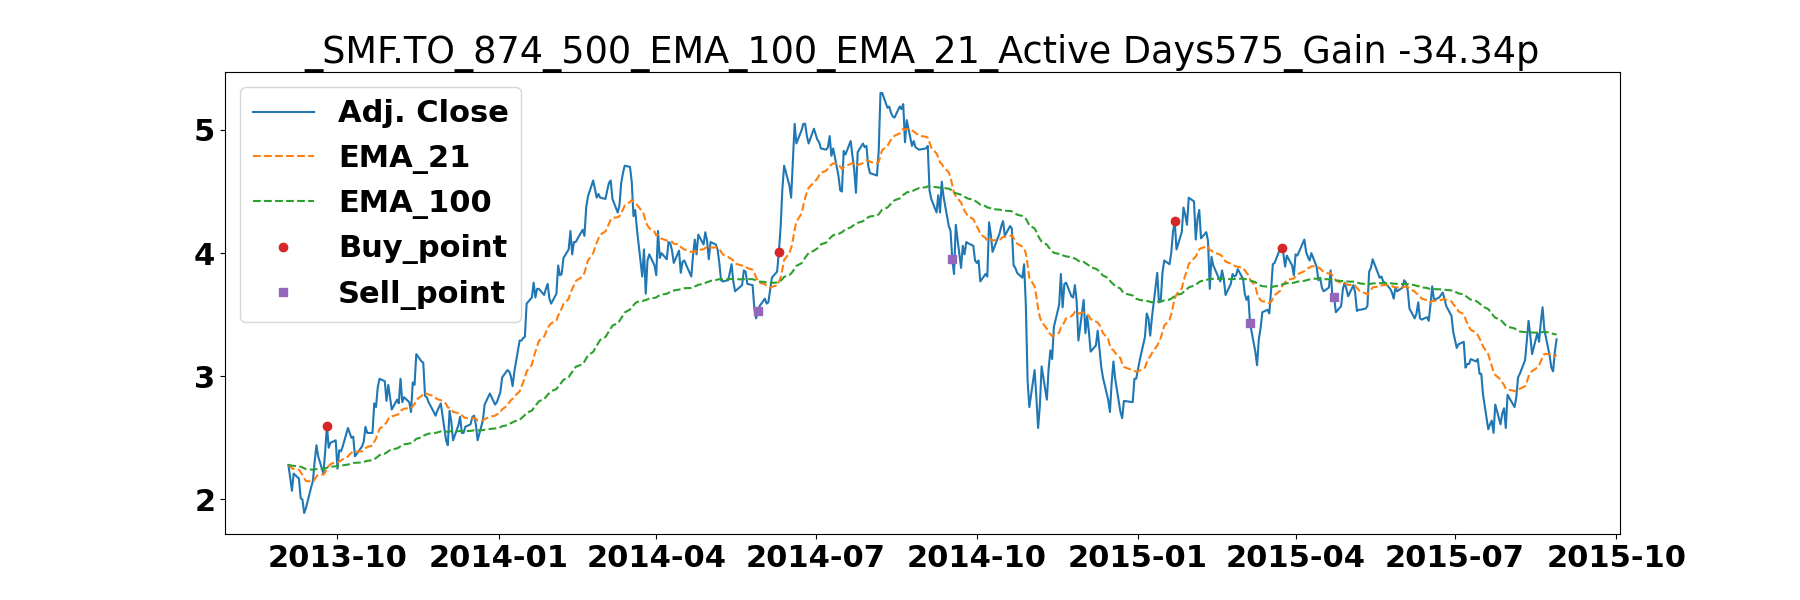 _SMF.TO_874_500_EMA_100_EMA_21_Active Days575_Gain -34.34p
Adj. Close
EMA_21
EMA_100
Buy_point
Sell_point
5
4
3
2
2013-10 2014-01 2014-04 2014-07 2014-10 2015-01 2015-04 2015-07 2015-10